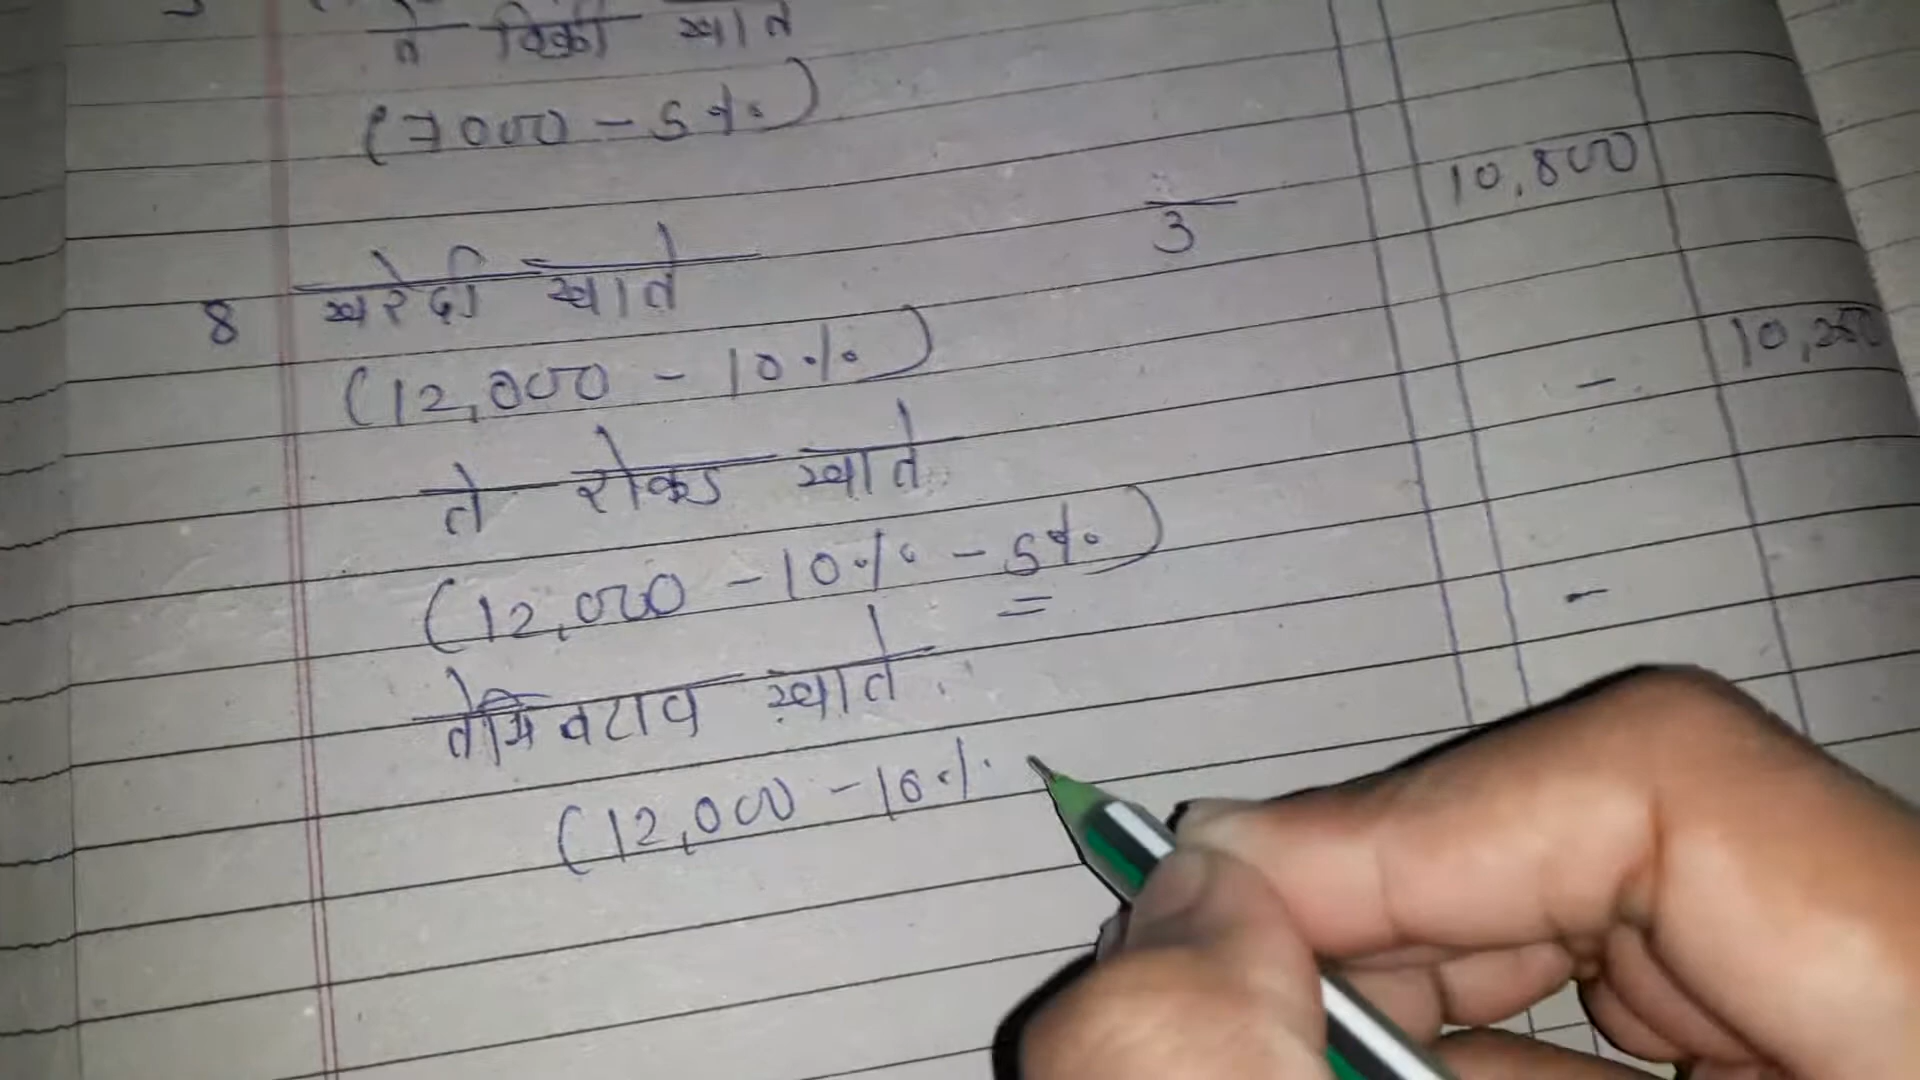 ते विक्री खाते
(7000 - 5%)
8 खरेदी खाते 3 10,800
(12,000 - 10%)
ते रोकड खाते - 10,260
(12,000 - 10% - 5%)
=
तेमि वटाव खाते -
(12,000 - 10%